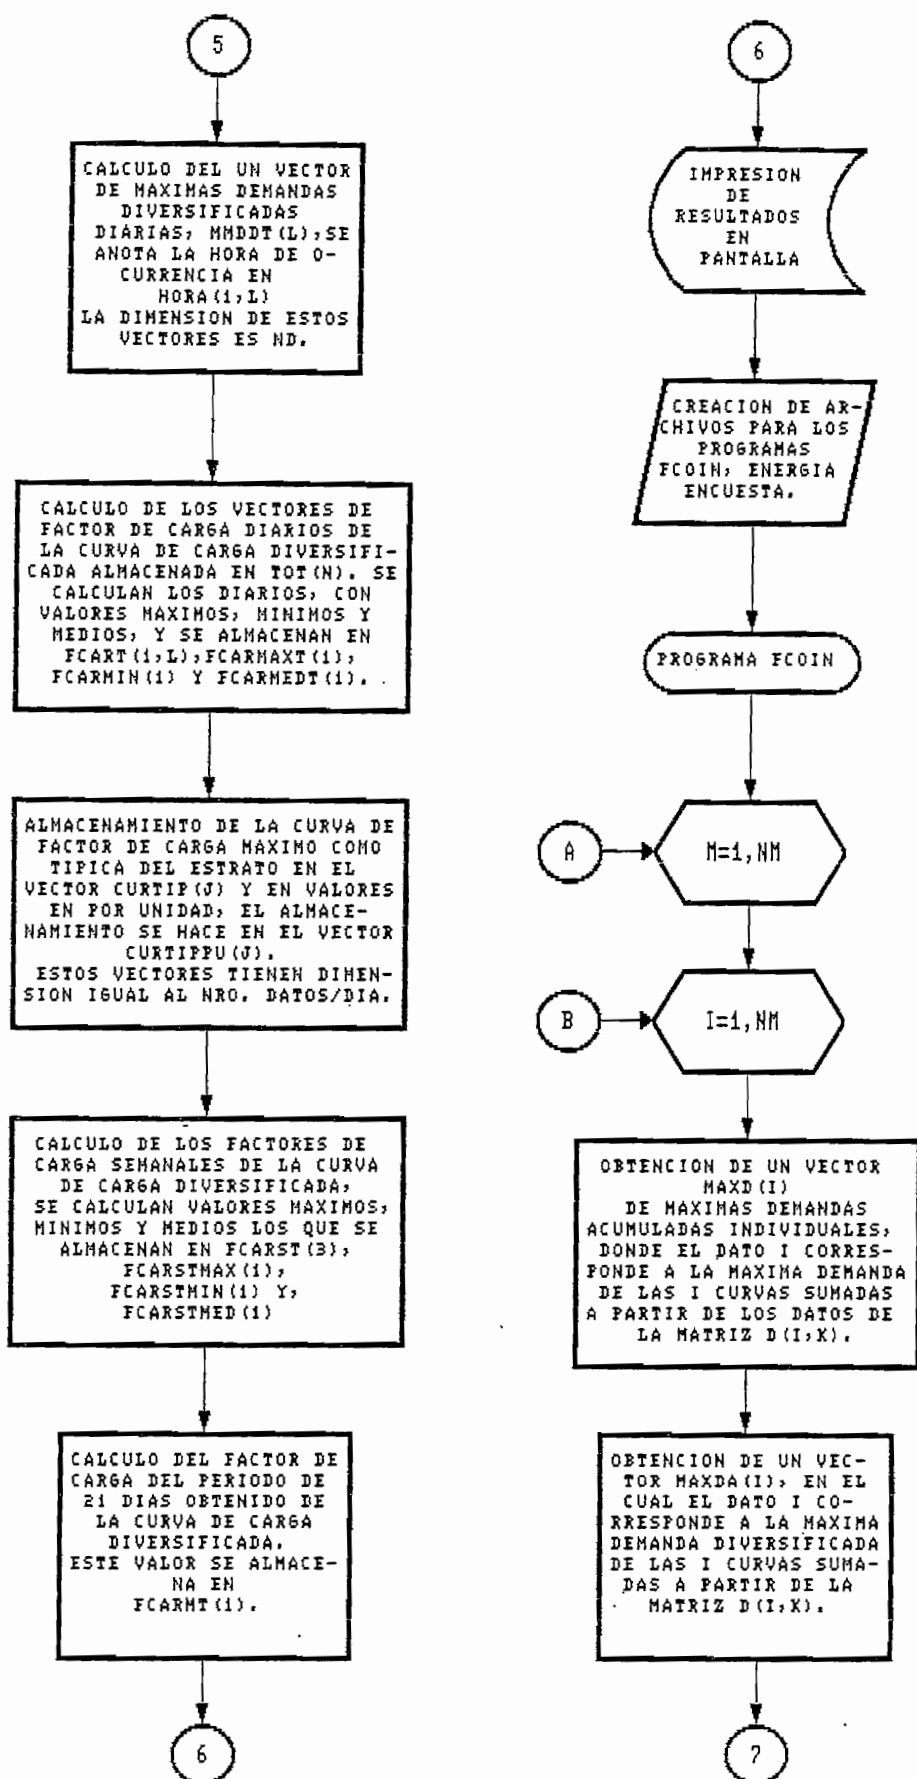 5
CALCULO DEL UN VECTOR
DE MAXIMAS DEMANDAS
DIVERSIFICADAS
DIARIAS, MMDDT(L),SE
ANOTA LA HORA DE O-
CURRENCIA EN
HORA(1,L)
LA DIMENSION DE ESTOS
VECTORES ES ND.
CALCULO DE LOS VECTORES DE
FACTOR DE CARGA DIARIOS DE
LA CURVA DE CARGA DIVERSIFI-
CADA ALMACENADA EN TOT(N). SE
CALCULAN LOS DIARIOS, CON
VALORES MAXIMOS, MINIMOS Y
MEDIOS, Y SE ALMACENAN EN
FCART(1,L),FCARMAXT(1),
FCARMIN(1) Y FCARMEDT(1).
ALMACENAMIENTO DE LA CURVA DE
FACTOR DE CARGA MAXIMO COMO
TIPICA DEL ESTRATO EN EL
VECTOR CURTIP(J) Y EN VALORES
EN POR UNIDAD, EL ALMACE-
NAMIENTO SE HACE EN EL VECTOR
CURTIPPU(J).
ESTOS VECTORES TIENEN DIMEN-
SION IGUAL AL NRO. DATOS/DIA.
CALCULO DE LOS FACTORES DE
CARGA SEMANALES DE LA CURVA
DE CARGA DIVERSIFICADA,
SE CALCULAN VALORES MAXIMOS,
MINIMOS Y MEDIOS LOS QUE SE
ALMACENAN EN FCARST(3),
FCARSTMAX(1),
FCARSTMIN(1) Y,
FCARSTMED(1)
CALCULO DEL FACTOR DE
CARGA DEL PERIODO DE
21 DIAS OBTENIDO DE
LA CURVA DE CARGA
DIVERSIFICADA.
ESTE VALOR SE ALMACE-
NA EN
FCARMT(1).
6
6
IMPRESION
DE
RESULTADOS
EN
PANTALLA
CREACION DE AR-
CHIVOS PARA LOS
PROGRAMAS
FCOIN, ENERGIA
ENCUESTA.
PROGRAMA FCOIN
A
M=1,NM
B
I=1,NM
OBTENCION DE UN VECTOR
MAXD(I)
DE MAXIMAS DEMANDAS
ACUMULADAS INDIVIDUALES,
DONDE EL DATO I CORRES-
PONDE A LA MAXIMA DEMANDA
DE LAS I CURVAS SUMADAS
A PARTIR DE LOS DATOS DE
LA MATRIZ D(I,K).
OBTENCION DE UN VEC-
TOR MAXDA(I), EN EL
CUAL EL DATO I CO-
RRESPONDE A LA MAXIMA
DEMANDA DIVERSIFICADA
DE LAS I CURVAS SUMA-
DAS A PARTIR DE LA
MATRIZ D(I,K).
7